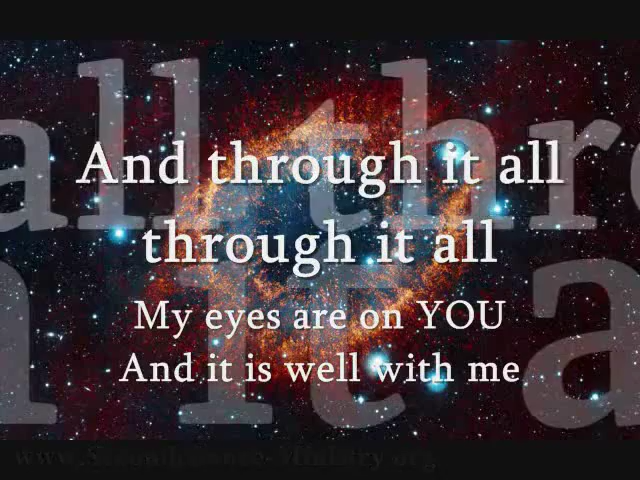 And through it all
through it all
My eyes are on YOU
And it is well with me